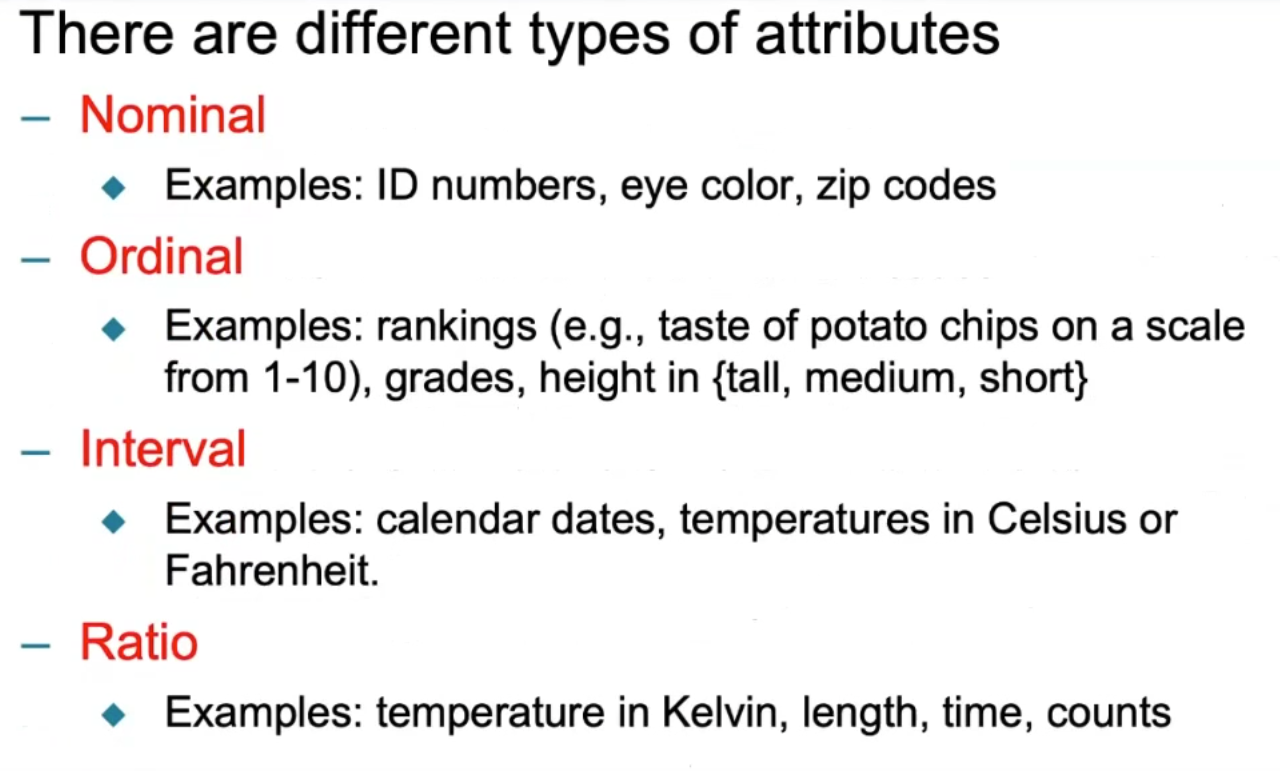 There are different types of attributes
– Nominal
◆ Examples: ID numbers, eye color, zip codes
– Ordinal
◆ Examples: rankings (e.g., taste of potato chips on a scale
from 1-10), grades, height in {tall, medium, short}
– Interval
◆ Examples: calendar dates, temperatures in Celsius or
Fahrenheit.
– Ratio
◆ Examples: temperature in Kelvin, length, time, counts